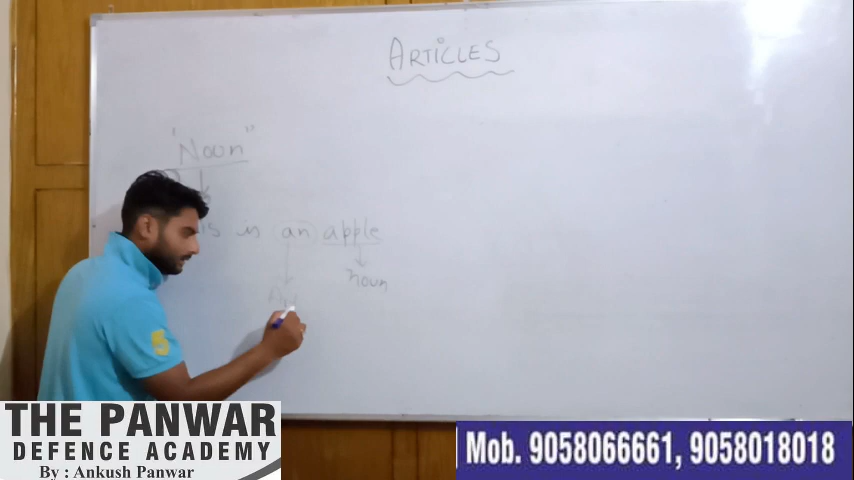 ARTICLES
'Noun"
is an apple
noun
THE PANWAR
DEFENCE ACADEMY
By : Ankush Panwar
Mob. 9058066661, 9058018018